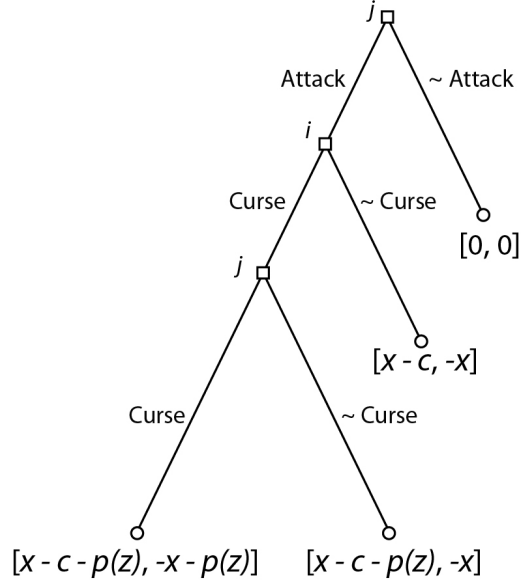 j
Attack
~ Attack
i
Curse
~ Curse
[0, 0]
j
[x - c, -x]
Curse
~ Curse
[x - c - p(z), -x - p(z)]
[x - c - p(z), -x]